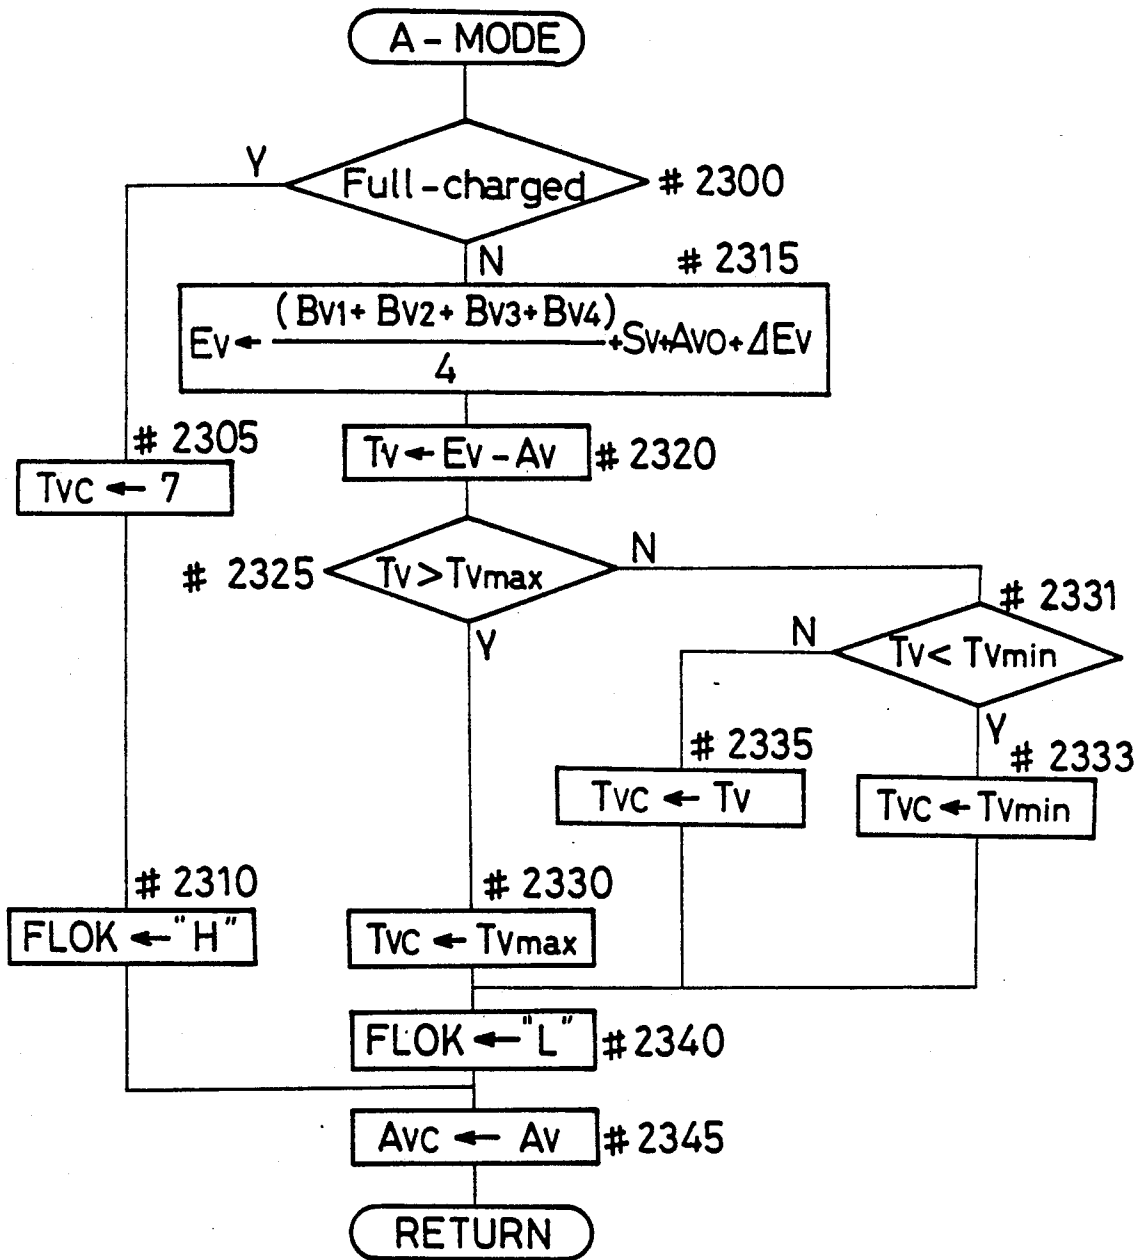 A - MODE
Y
Full-charged
# 2300
N
# 2315
Ev ← (Bv1 + Bv2 + Bv3 + Bv4) / 4 + Sv + Avo + ΔEv
# 2305
Tvc ← 7
Tv ← Ev - Av
# 2320
# 2325
Tv > Tvmax
N
Y
# 2331
N
Tv < Tvmin
Y
# 2335
Tvc ← Tv
# 2333
Tvc ← Tvmin
# 2310
FLOK ← "H"
# 2330
Tvc ← Tvmax
FLOK ← "L"
# 2340
Avc ← Av
# 2345
RETURN